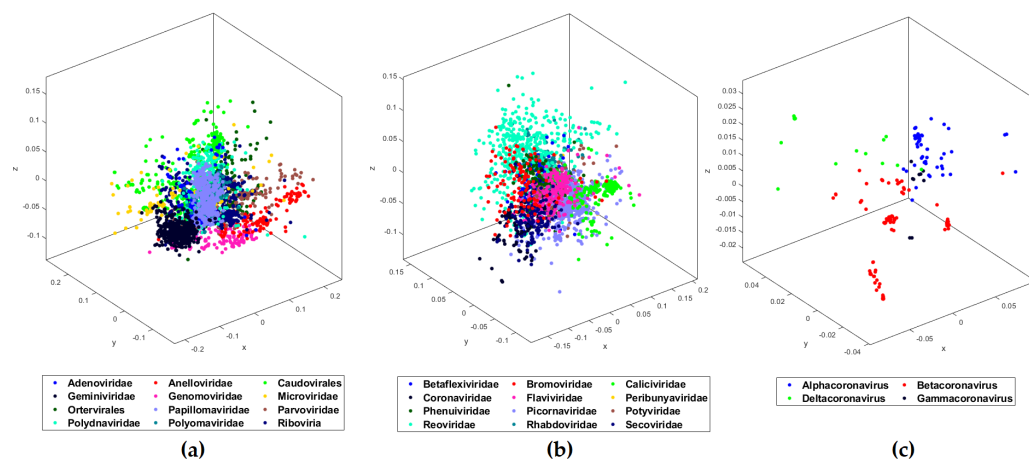 0.15
0.1
0.05
0
-0.05
-0.1
z
0.2
0.1
0
-0.1
y
-0.2
-0.1
0
0.1
0.2
x
Adenoviridae Anelloviridae Caudovirales
Geminiviridae Genomoviridae Microviridae
Ortervirales Papillomaviridae Parvoviridae
Polydnaviridae Polyomaviridae Riboviria
(a)
0.15
0.1
0.05
0
-0.05
-0.1
z
0.15
0.1
0.05
0
-0.05
-0.1
y
-0.15
-0.1
-0.05
0
0.05
0.1
0.15
0.2
x
Betaflexiviridae Bromoviridae Caliciviridae
Coronaviridae Flaviviridae Peribunyaviridae
Phenuiviridae Picornaviridae Potyviridae
Reoviridae Rhabdoviridae Secoviridae
(b)
0.03
0.025
0.02
0.015
0.01
0.005
0
-0.005
-0.01
-0.015
-0.02
z
0.04
0.02
0
-0.02
-0.04
y
-0.05
0
0.05
x
Alphacoronavirus Betacoronavirus
Deltacoronavirus Gammacoronavirus
(c)